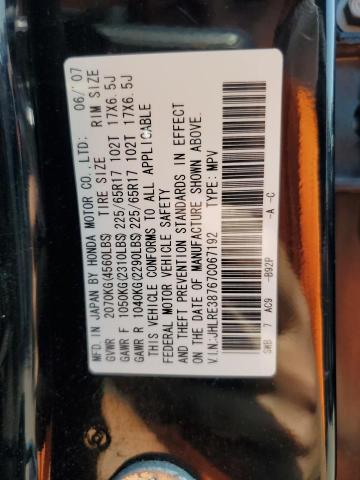 MFD. IN JAPAN BY HONDA MOTOR CO., LTD: 06/'07
GVWR 2070KG(4560LBS) TIRE SIZE RIM SIZE
GAWR F 1050KG(2310LBS) 225/65R17 102T 17X6.5J
GAWR R 1040KG(2290LBS) 225/65R17 102T 17X6.5J
THIS VEHICLE CONFORMS TO ALL APPLICABLE
FEDERAL MOTOR VEHICLE SAFETY
AND THEFT PREVENTION STANDARDS IN EFFECT
ON THE DATE OF MANUFACTURE SHOWN ABOVE.
V.I.N.:JHLRE38767C067192 TYPE: MPV
SWB 7 AC9 -B92P -A -C